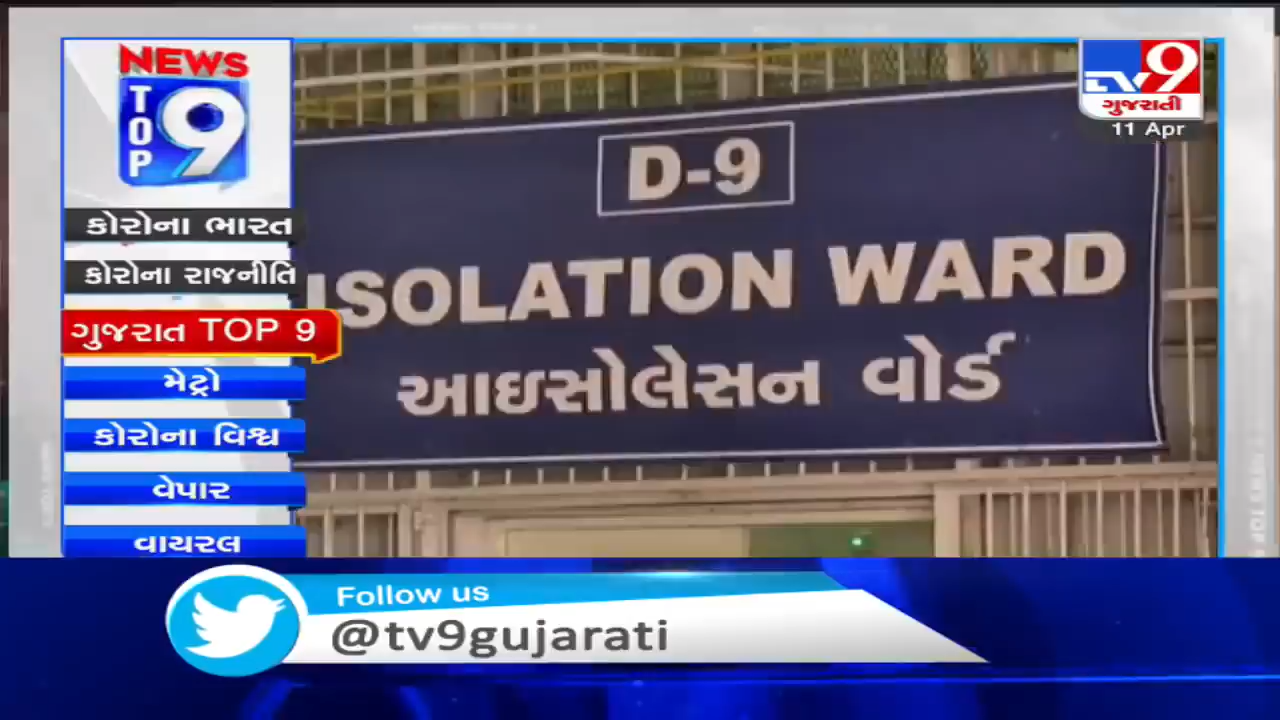 NEWS
TOP 9
કોરોના ભારત
કોરોના રાજનીતિ
ગુજરાત TOP 9
મેટ્રો
કોરોના વિશ્વ
વેપાર
વાયરલ
tv9
ગુજરાતી
11 Apr
D-9
ISOLATION WARD
આઇસોલેસન વોર્ડ
Follow us
@tv9gujarati